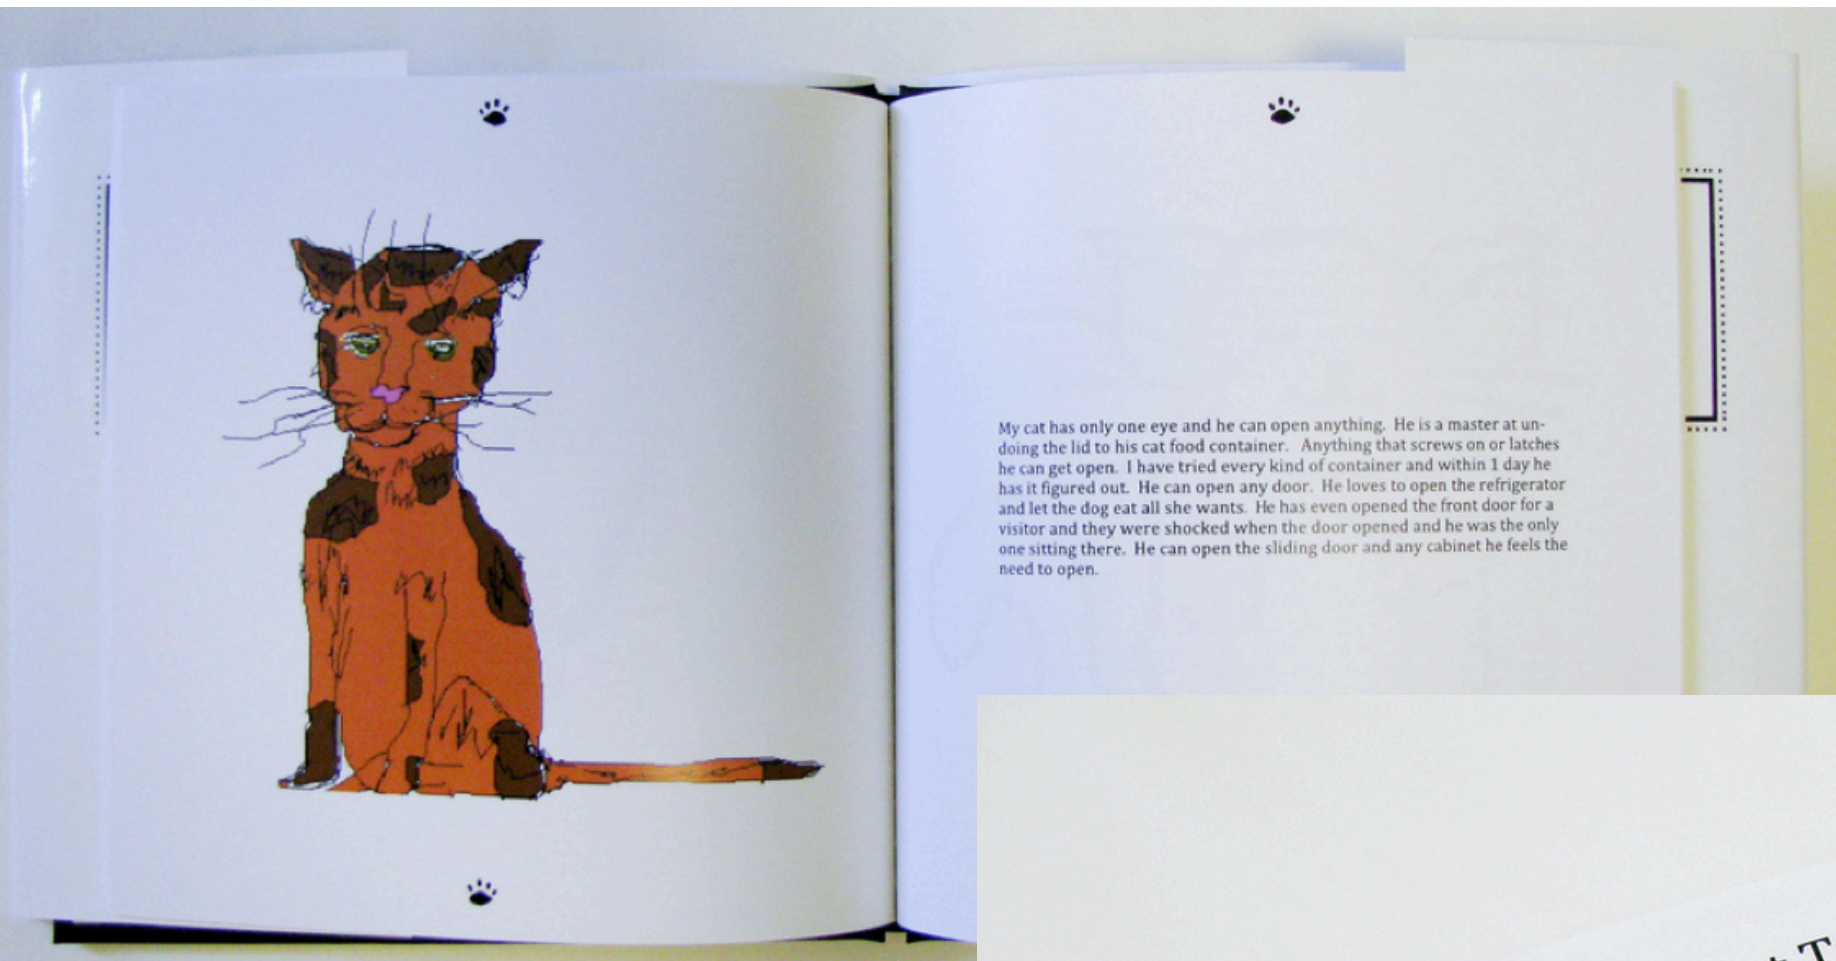 My cat has only one eye and he can open anything. He is a master at un-
doing the lid to his cat food container. Anything that screws on or latches
he can get open. I have tried every kind of container and within 1 day he
has it figured out. He can open any door. He loves to open the refrigerator
and let the dog eat all she wants. He has even opened the front door for a
visitor and they were shocked when the door opened and he was the only
one sitting there. He can open the sliding door and any cabinet he feels the
need to open.